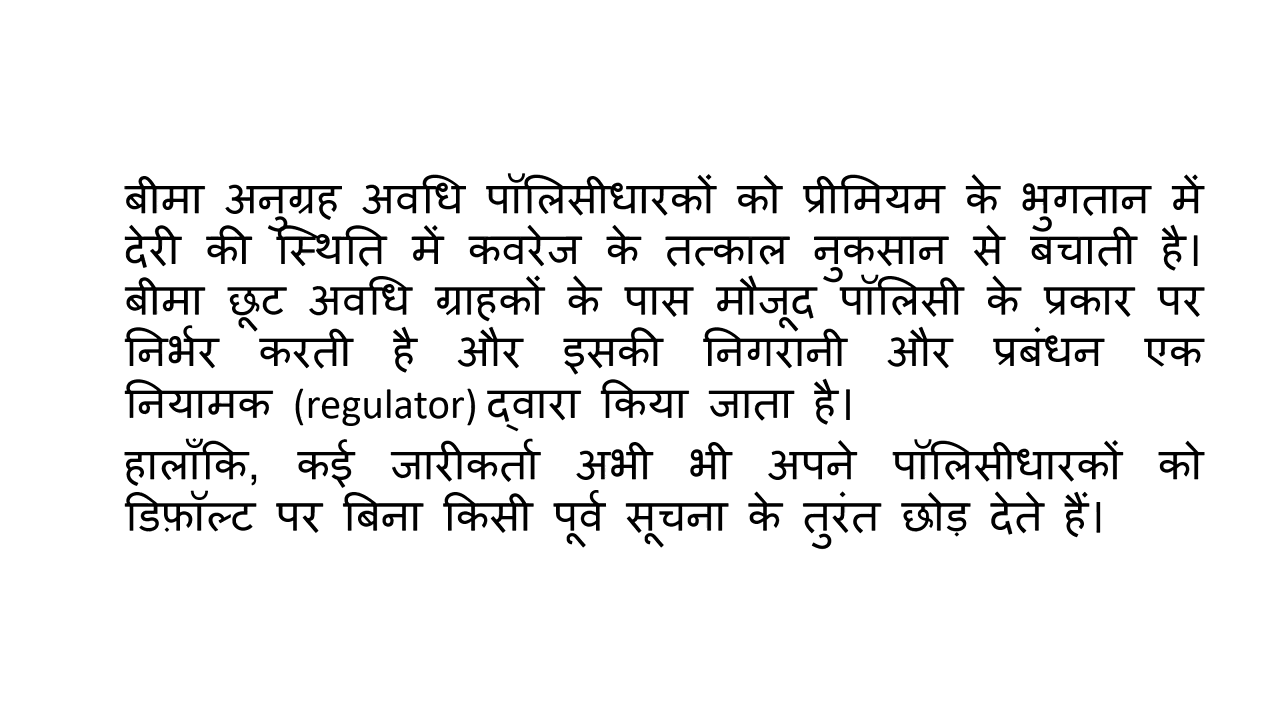 बीमा अनुग्रह अवधि पॉलिसीधारकों को प्रीमियम के भुगतान में
देरी की स्थिति में कवरेज के तत्काल नुकसान से बचाती है।
बीमा छूट अवधि ग्राहकों के पास मौजूद पॉलिसी के प्रकार पर
निर्भर करती है और इसकी निगरानी और प्रबंधन एक
नियामक (regulator) द्वारा किया जाता है।
हालाँकि, कई जारीकर्ता अभी भी अपने पॉलिसीधारकों को
डिफ़ॉल्ट पर बिना किसी पूर्व सूचना के तुरंत छोड़ देते हैं।